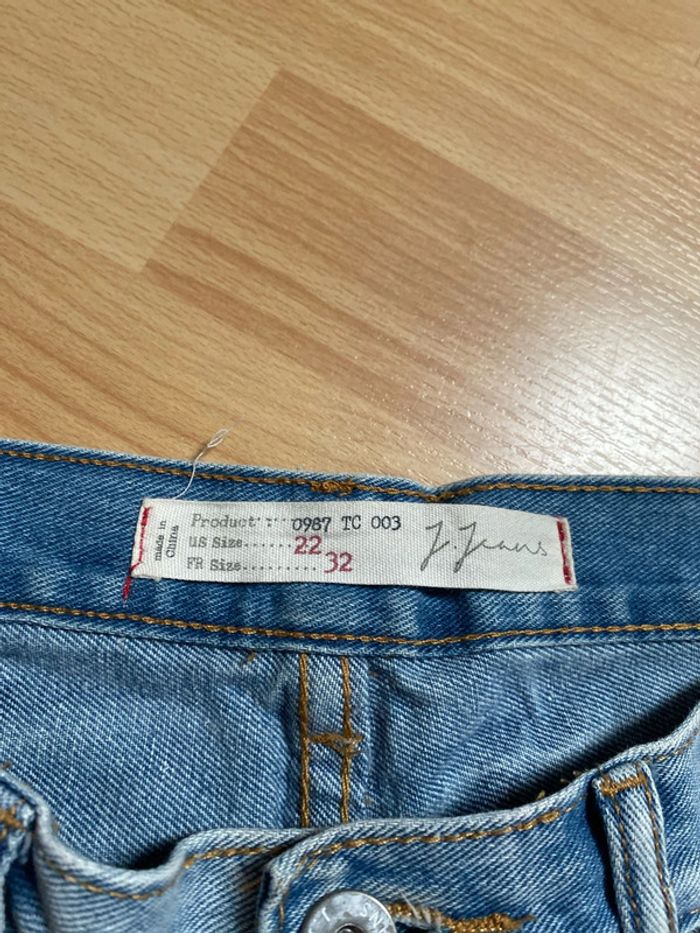 made in
China
Product.... 0987 TC 003
US Size......22
FR Size......... 32
J.Jeans